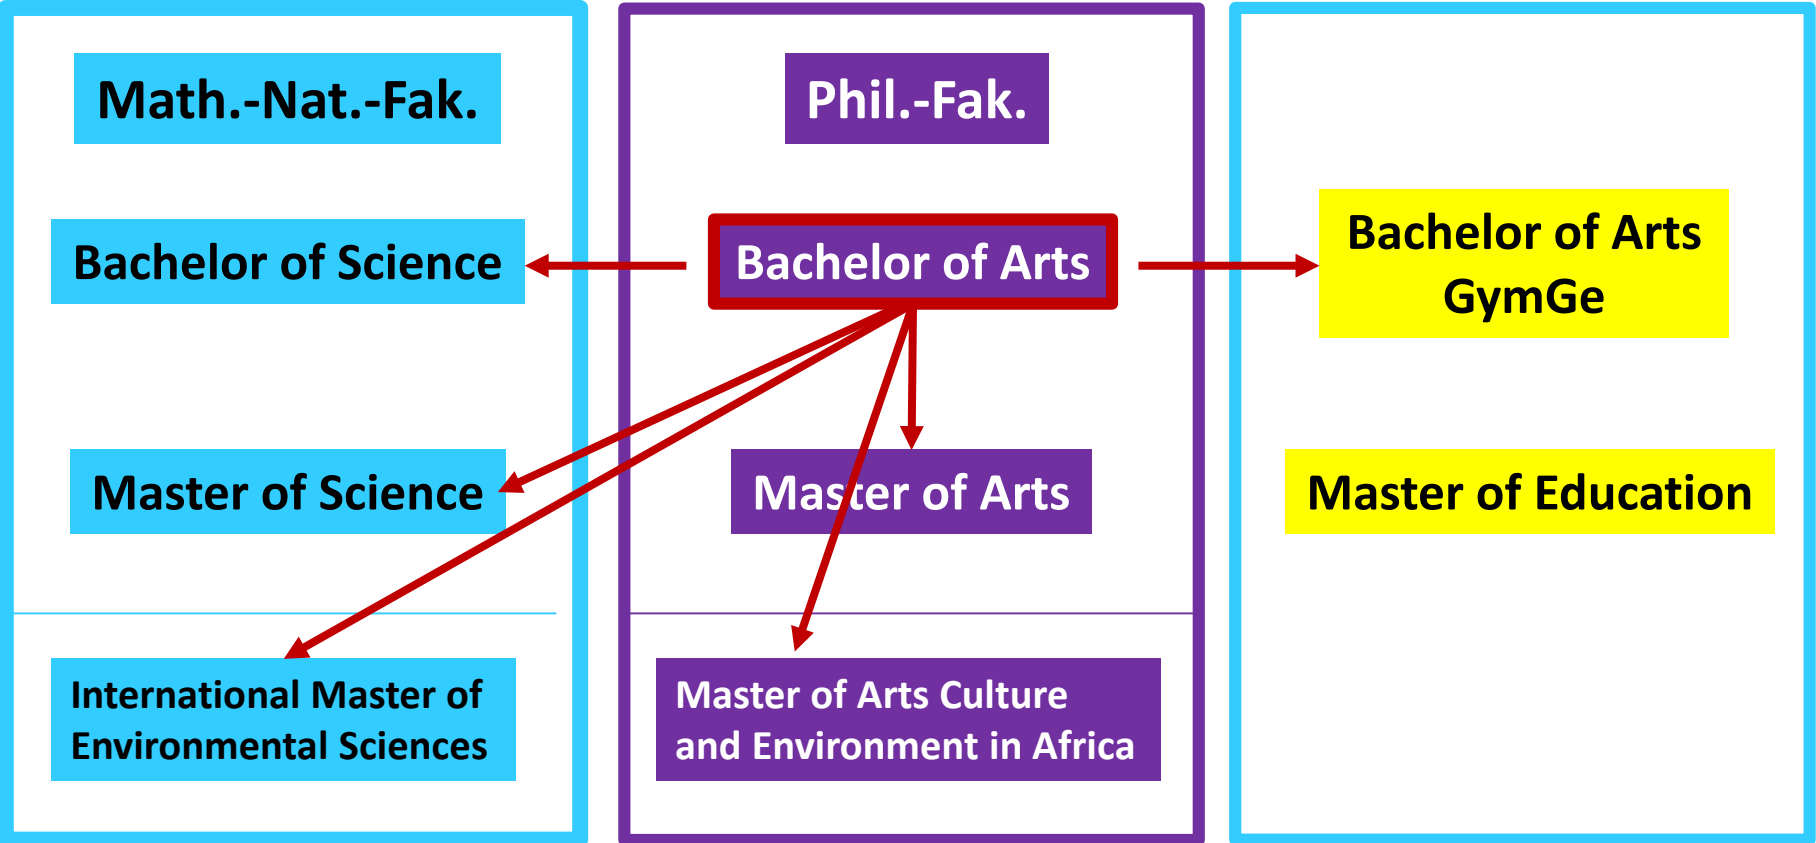 Math.-Nat.-Fak.
Phil.-Fak.
Bachelor of Science
Bachelor of Arts
Bachelor of Arts
GymGe
Master of Science
Master of Arts
Master of Education
International Master of
Environmental Sciences
Master of Arts Culture
and Environment in Africa